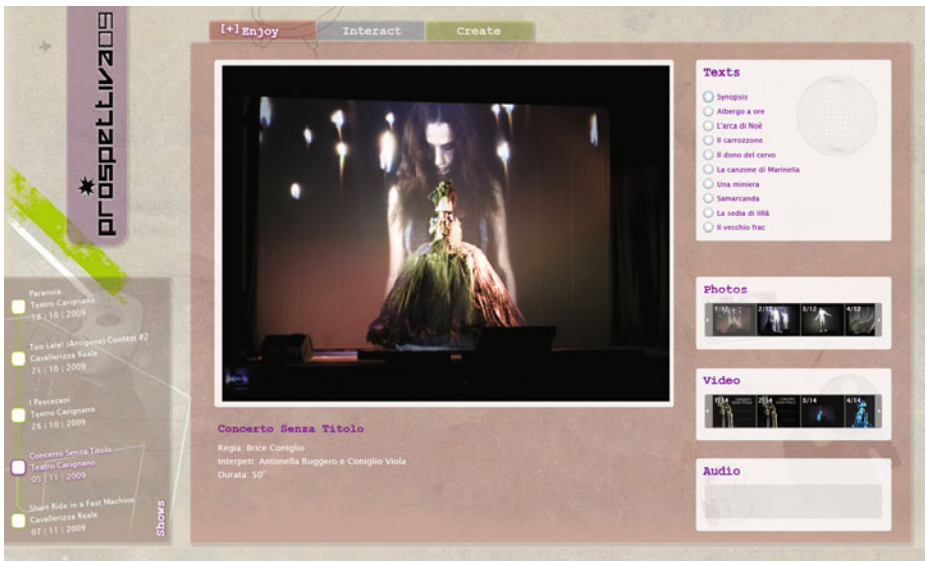 prospettiva09
[+]Enjoy
Interact
Create
Texts
Synopsis
Albergo a ore
L'arca di Noè
Il carrozzone
Il dono del cervo
La canzone di Marinella
Una miniera
Samarcanda
La sedia di lillà
Il vecchio frac
Photos
1/12
2/12
3/12
4/12
Video
1/14
2/14
3/14
4/14
Audio
Concerto Senza Titolo
Regia: Brice Coniglio
Interpeti: Antonella Ruggero e Coniglio Viola
Durata: 50'
Paranoia
Teatro Carignano
16 | 10 | 2009
Too Late! (Antigone) Contest #2
Cavallerizza Reale
21 | 10 | 2009
I Pescecani
Teatro Carignano
28 | 10 | 2009
Concerto Senza Titolo
Teatro Carignano
05 | 11 | 2009
Short Ride in a Fast Machine
Cavallerizza Reale
07 | 11 | 2009
Shows